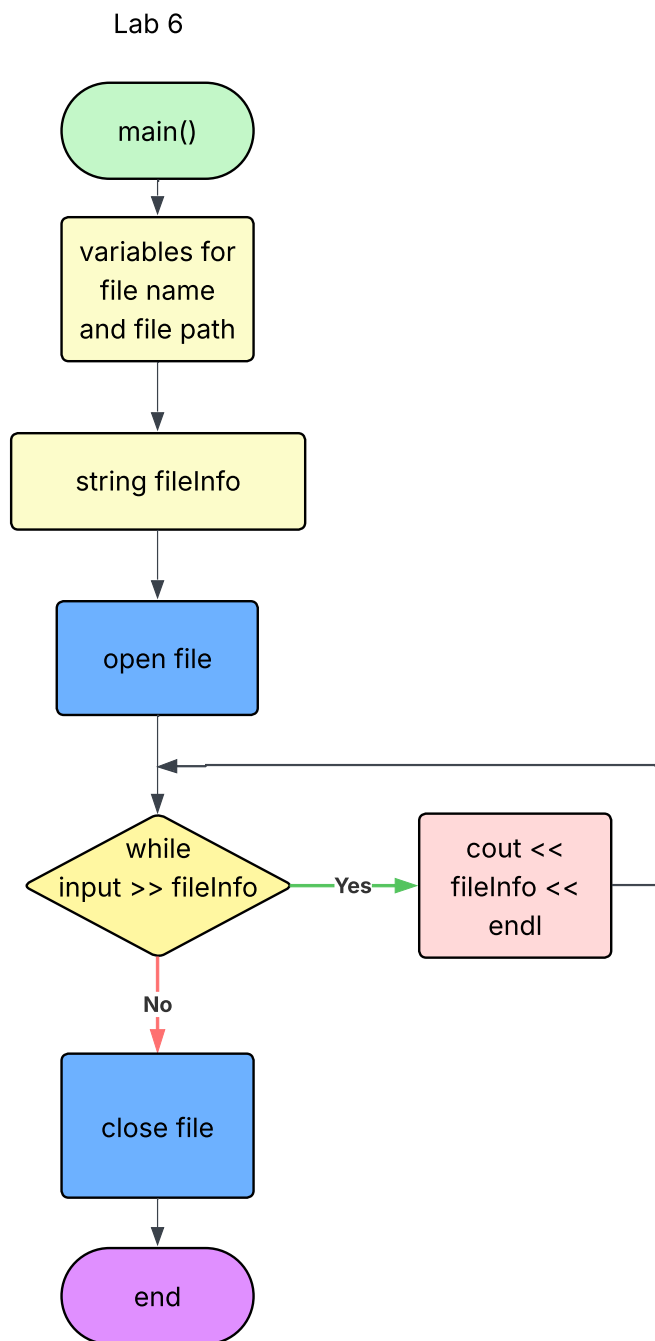 Lab 6
main()
variables for
file name
and file path
string fileInfo
open file
while
input >> fileInfo
Yes
cout <<
fileInfo <<
endl
No
close file
end